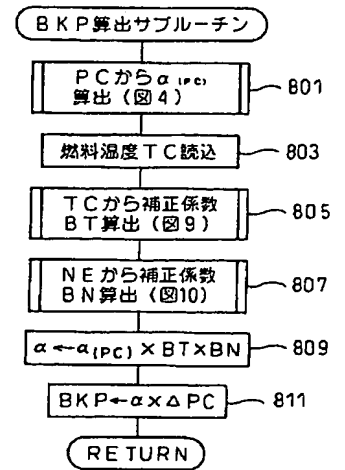 BKP算出サブルーチン
PCからα(PC)
算出(図4)
801
燃料温度TC読込
803
TCから補正係数
BT算出(図9)
805
NEから補正係数
BN算出(図10)
807
α←α(PC)×BT×BN
809
BKP←α×△PC
811
RETURN